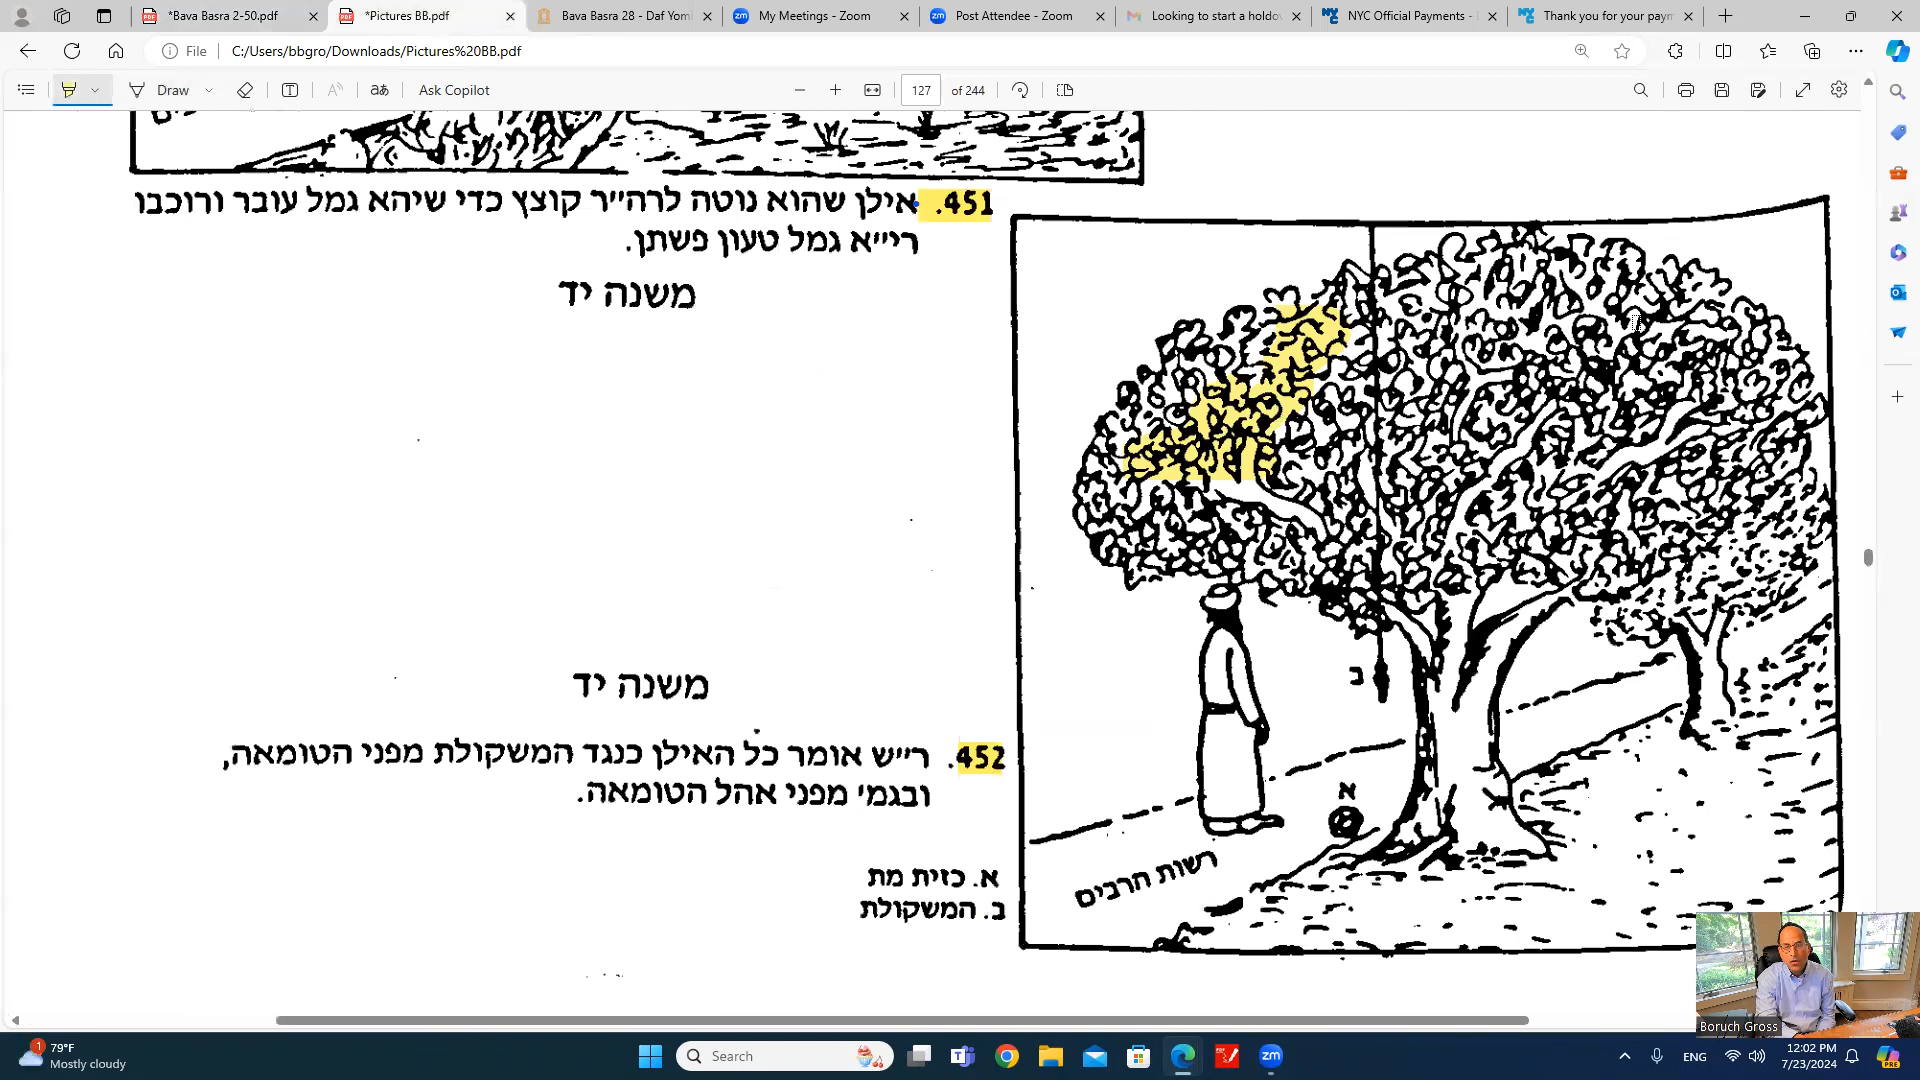 *Bava Basra 2-50.pdf
*Pictures BB.pdf
Bava Basra 28 - Daf Yomi
My Meetings - Zoom
Post Attendee - Zoom
Looking to start a holdov
NYC Official Payments -
Thank you for your paym
File
C:/Users/bbgro/Downloads/Pictures%20BB.pdf
Draw
Ask Copilot
127 of 244
451. אילן שהוא נוטה לרה״ר קוצץ כדי שיהא גמל עובר ורוכבו
ריי״א גמל טעון פשתן.
משנה יד
משנה יד
452. רי״ש אומר כל האילן כנגד המשקולת מפני הטומאה,
ובגמ׳ מפני אהל הטומאה.
א. כזית מת
ב. המשקולת
ב
א
רשות הרבים
Boruch Gross
1
79°F
Mostly cloudy
Search
ENG
12:02 PM
7/23/2024